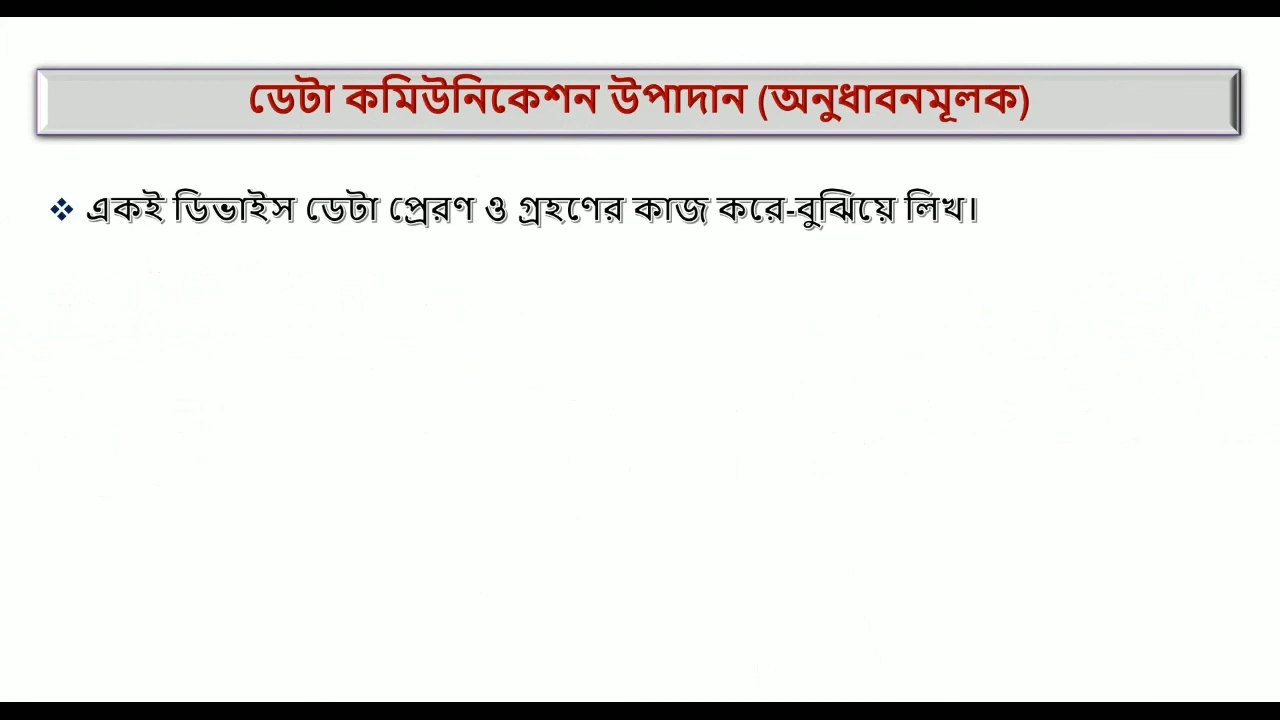 ডেটা কমিউনিকেশন উপাদান (অনুধাবনমূলক)
❖ একই ডিভাইস ডেটা প্রেরণ ও গ্রহণের কাজ করে-বুঝিয়ে লিখ।